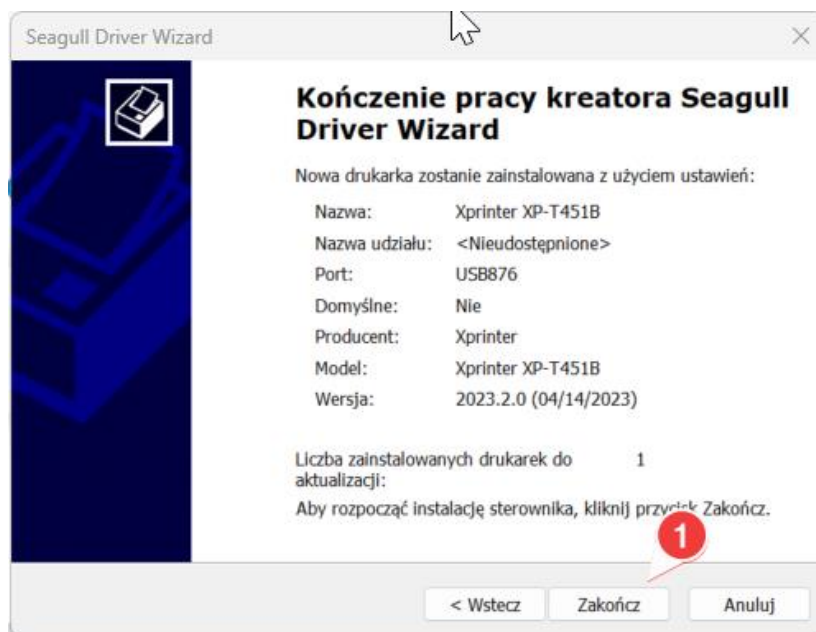 Seagull Driver Wizard
Kończenie pracy kreatora Seagull
Driver Wizard
Nowa drukarka zostanie zainstalowana z użyciem ustawień:
Nazwa: Xprinter XP-T451B
Nazwa udziału: <Nieudostępnione>
Port: USB876
Domyślne: Nie
Producent: Xprinter
Model: Xprinter XP-T451B
Wersja: 2023.2.0 (04/14/2023)
Liczba zainstalowanych drukarek do 1
aktualizacji:
Aby rozpocząć instalację sterownika, kliknij przycisk Zakończ.
1
< Wstecz Zakończ Anuluj